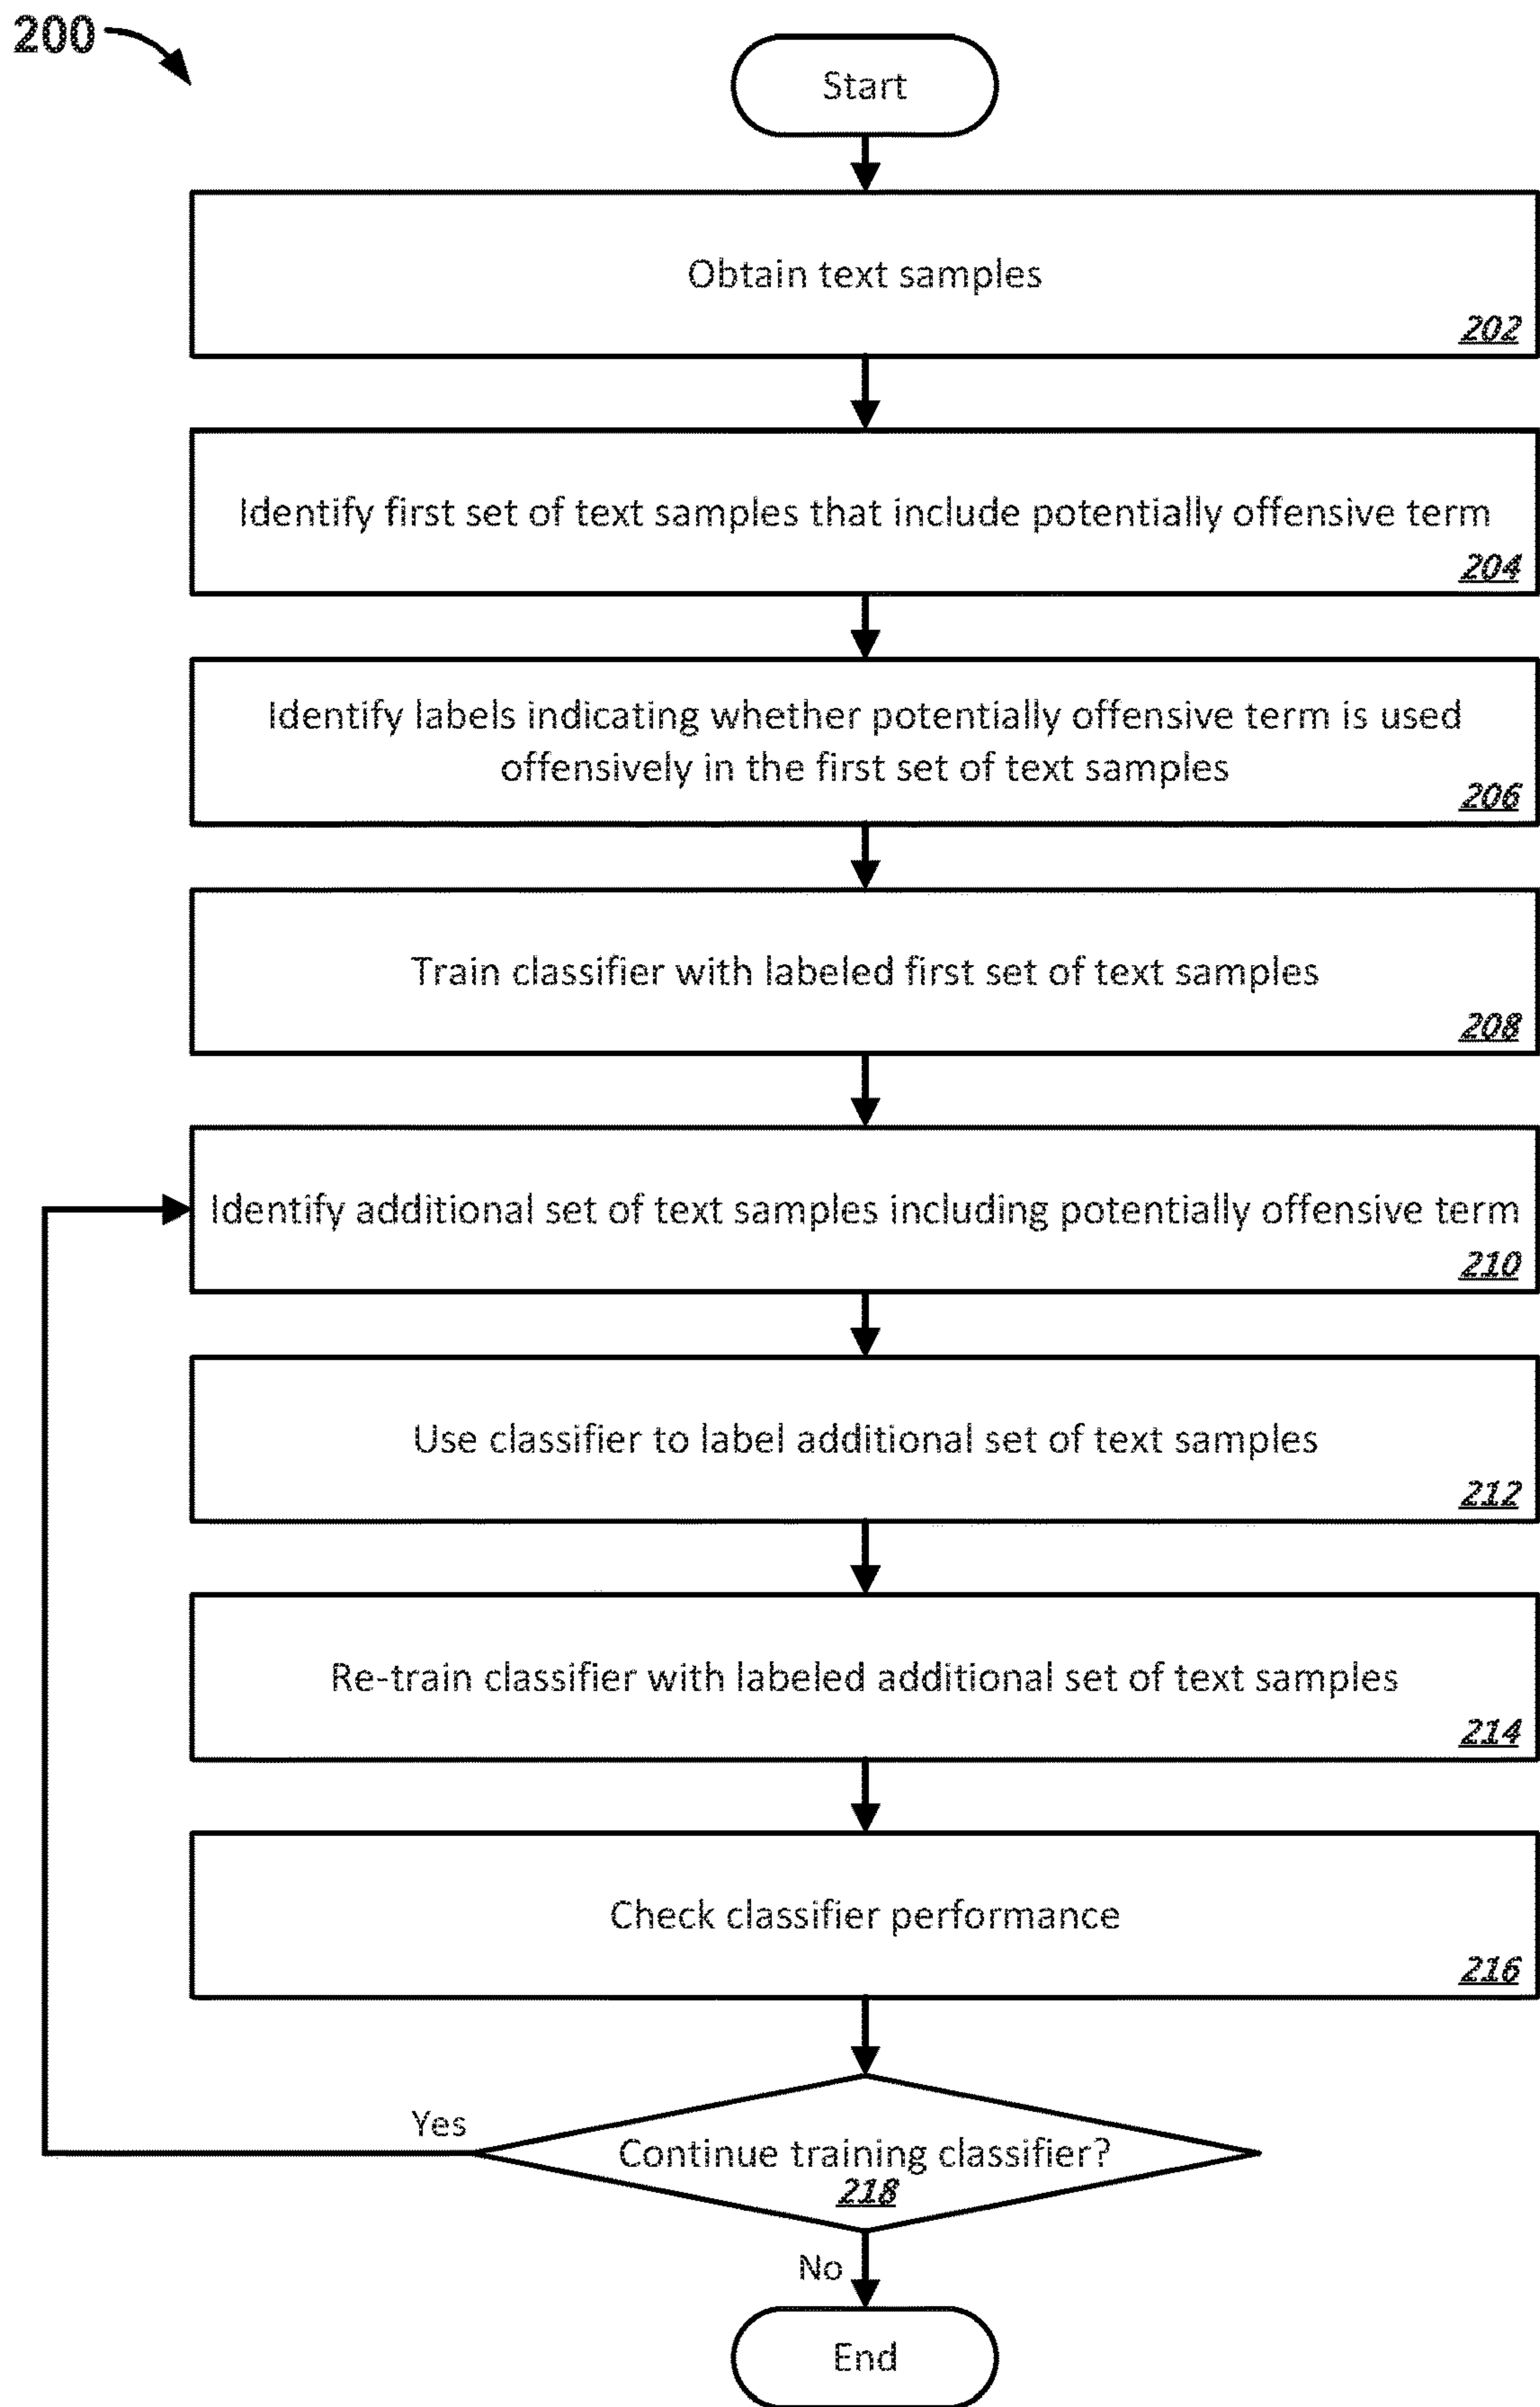 200
Start
Obtain text samples
202
Identify first set of text samples that include potentially offensive term
204
Identify labels indicating whether potentially offensive term is used
offensively in the first set of text samples
206
Train classifier with labeled first set of text samples
208
Identify additional set of text samples including potentially offensive term
210
Use classifier to label additional set of text samples
212
Re-train classifier with labeled additional set of text samples
214
Check classifier performance
216
Yes
Continue training classifier?
218
No
End